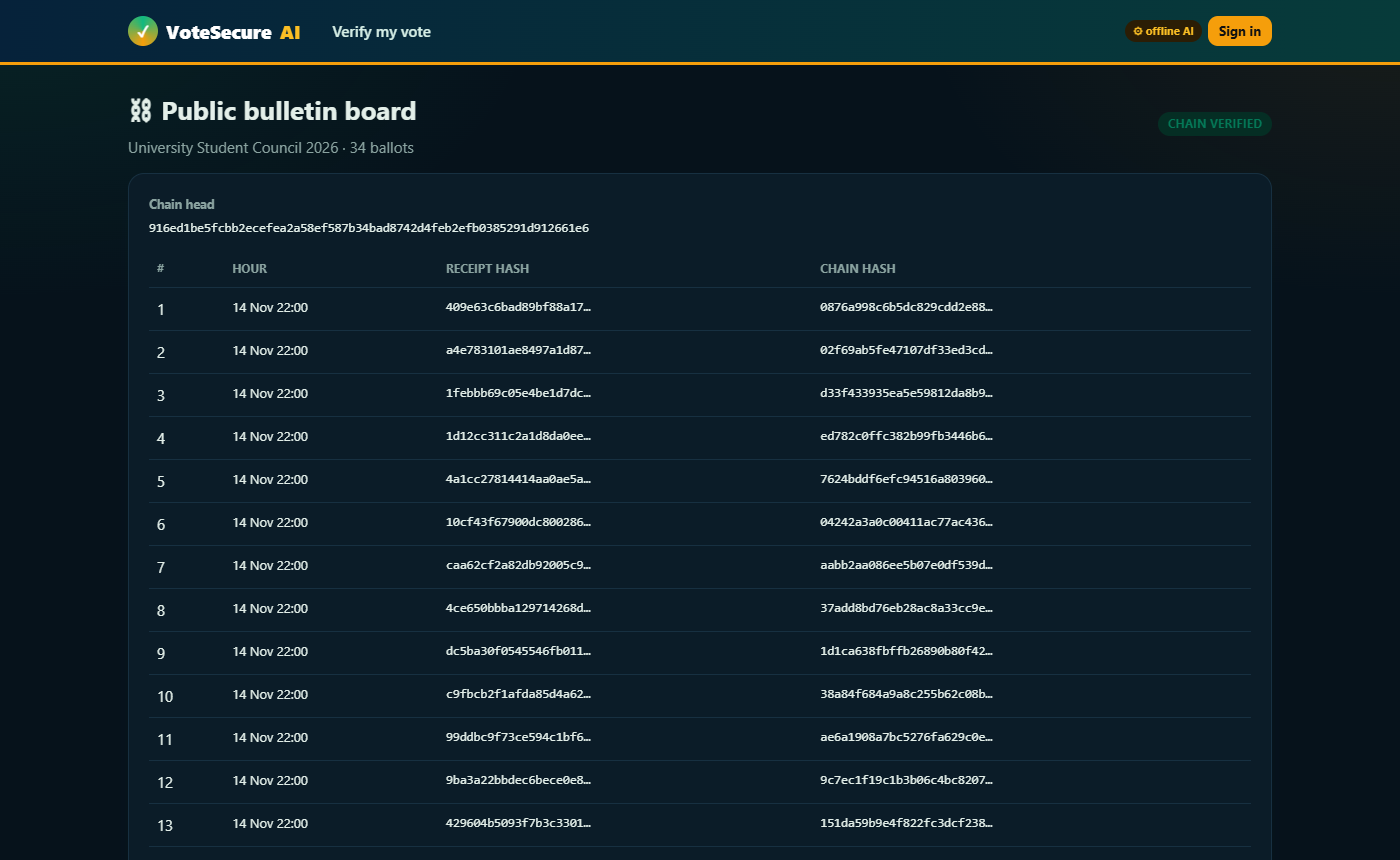 VoteSecure AI Verify my vote offline AI Sign in
Public bulletin board
CHAIN VERIFIED
University Student Council 2026 · 34 ballots
Chain head
916ed1be5fcbb2ecefea2a58ef587b34bad8742d4feb2efb0385291d912661e6
# HOUR RECEIPT HASH CHAIN HASH
1 14 Nov 22:00 409e63c6bad89bf88a17… 0876a998c6b5dc829cdd2e88…
2 14 Nov 22:00 a4e783101ae8497a1d87… 02f69ab5fe47107df33ed3cd…
3 14 Nov 22:00 1febbb69c05e4be1d7dc… d33f433935ea5e59812da8b9…
4 14 Nov 22:00 1d12cc311c2a1d8da0ee… ed782c0ffc382b99fb3446b6…
5 14 Nov 22:00 4a1cc27814414aa0ae5a… 7624bddf6efc94516a803960…
6 14 Nov 22:00 10cf43f67900dc800286… 04242a3a0c00411ac77ac436…
7 14 Nov 22:00 caa62cf2a82db92005c9… aabb2aa086ee5b07e0df539d…
8 14 Nov 22:00 4ce650bbba129714268d… 37add8bd76eb28ac8a33cc9e…
9 14 Nov 22:00 dc5ba30f0545546fb011… 1d1ca638fbffb26890b80f42…
10 14 Nov 22:00 c9fbcb2f1afda85d4a62… 38a84f684a9a8c255b62c08b…
11 14 Nov 22:00 99ddbc9f73ce594c1bf6… ae6a1908a7bc5276fa629c0e…
12 14 Nov 22:00 9ba3a22bbdec6bece0e8… 9c7ec1f19c1b3b06c4bc8207…
13 14 Nov 22:00 429604b5093f7b3c3301… 151da59b9e4f822fc3dcf238…